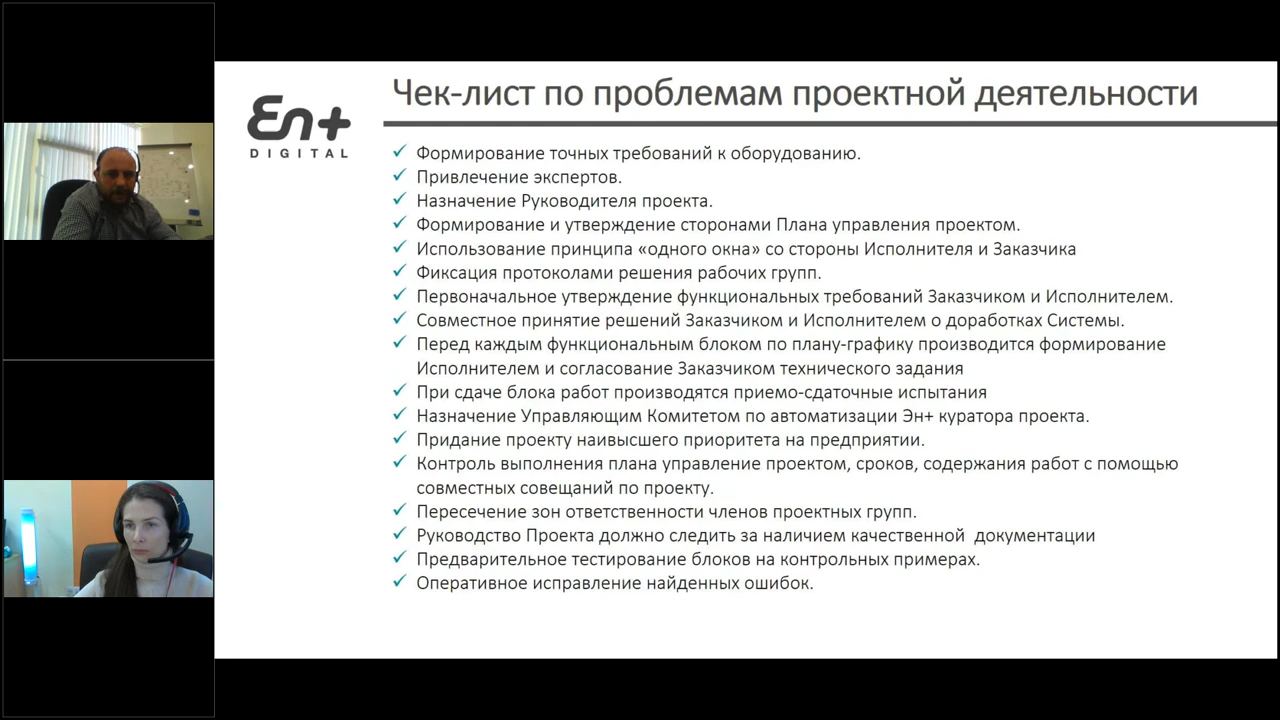 Чек-лист по проблемам проектной деятельности
En+
DIGITAL
Формирование точных требований к оборудованию.
Привлечение экспертов.
Назначение Руководителя проекта.
Формирование и утверждение сторонами Плана управления проектом.
Использование принципа «одного окна» со стороны Исполнителя и Заказчика
Фиксация протоколами решения рабочих групп.
Первоначальное утверждение функциональных требований Заказчиком и Исполнителем.
Совместное принятие решений Заказчиком и Исполнителем о доработках Системы.
Перед каждым функциональным блоком по плану-графику производится формирование
Исполнителем и согласование Заказчиком технического задания
При сдаче блока работ производятся приемо-сдаточные испытания
Назначение Управляющим Комитетом по автоматизации Эн+ куратора проекта.
Придание проекту наивысшего приоритета на предприятии.
Контроль выполнения плана управление проектом, сроков, содержания работ с помощью
совместных совещаний по проекту.
Пересечение зон ответственности членов проектных групп.
Руководство Проекта должно следить за наличием качественной  документации
Предварительное тестирование блоков на контрольных примерах.
Оперативное исправление найденных ошибок.